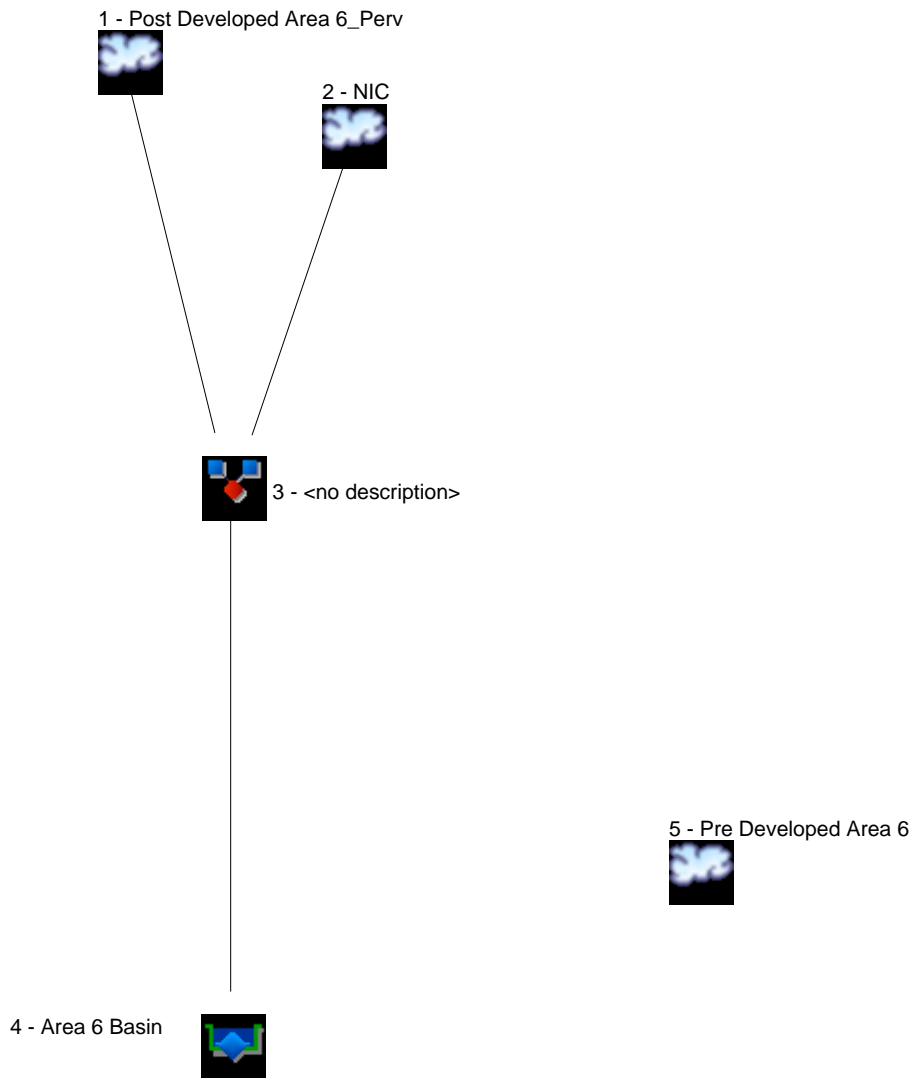 1 - Post Developed Area 6_Perv
2 - NIC
3 - <no description>
5 - Pre Developed Area 6
4 - Area 6 Basin